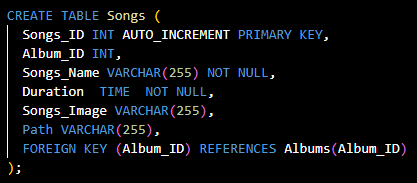 CREATE TABLE Songs (
  Songs_ID INT AUTO_INCREMENT PRIMARY KEY,
  Album_ID INT,
  Songs_Name VARCHAR(255) NOT NULL,
  Duration  TIME  NOT NULL,
  Songs_Image VARCHAR(255),
  Path VARCHAR(255),
  FOREIGN KEY (Album_ID) REFERENCES Albums(Album_ID)
);